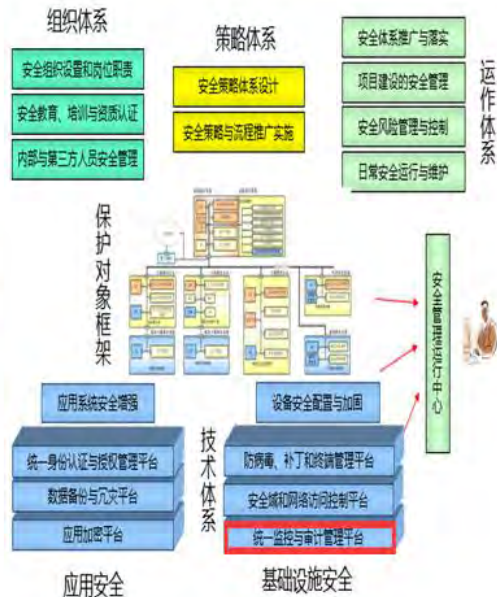 组织体系
策略体系
运作体系
安全组织设置和岗位职责
安全教育、培训与资质认证
内部与第三方人员安全管理
安全策略体系设计
安全策略与流程推广实施
安全体系推广与落实
项目建设的安全管理
安全风险管理与控制
日常安全运行与维护
保护对象框架
安全管理运行中心
应用系统安全增强
设备安全配置与加固
技术体系
统一身份认证与授权管理平台
数据备份与冗灾平台
应用加密平台
防病毒、补丁和终端管理平台
安全域和网络访问控制平台
统一监控与审计管理平台
应用安全
基础设施安全